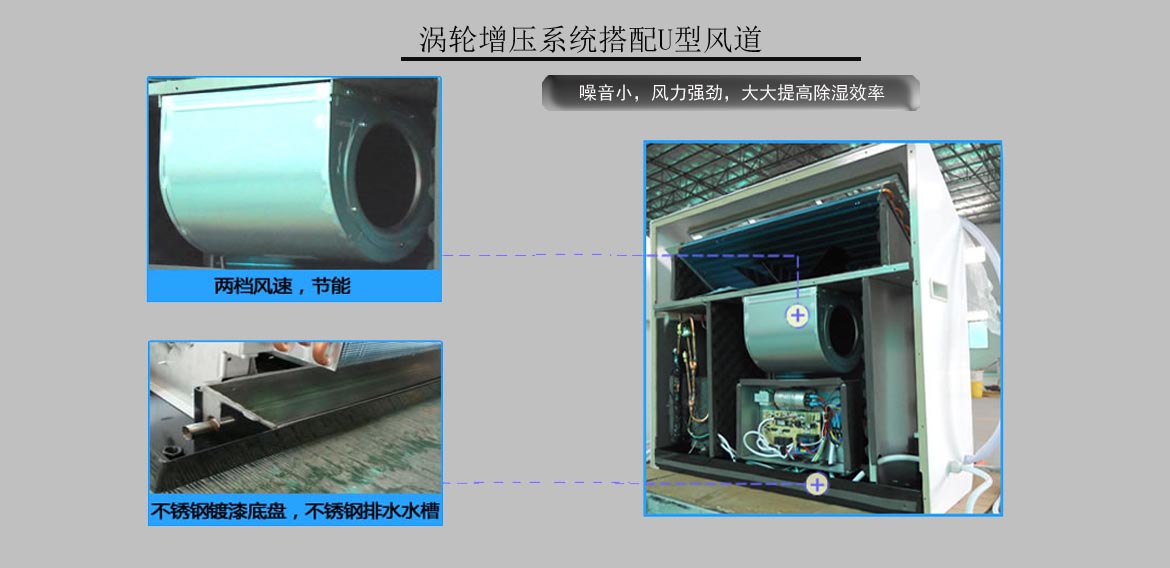 涡轮增压系统搭配U型风道
噪音小，风力强劲，大大提高除湿效率
两档风速，节能
不锈钢镀漆底盘，不锈钢排水水槽